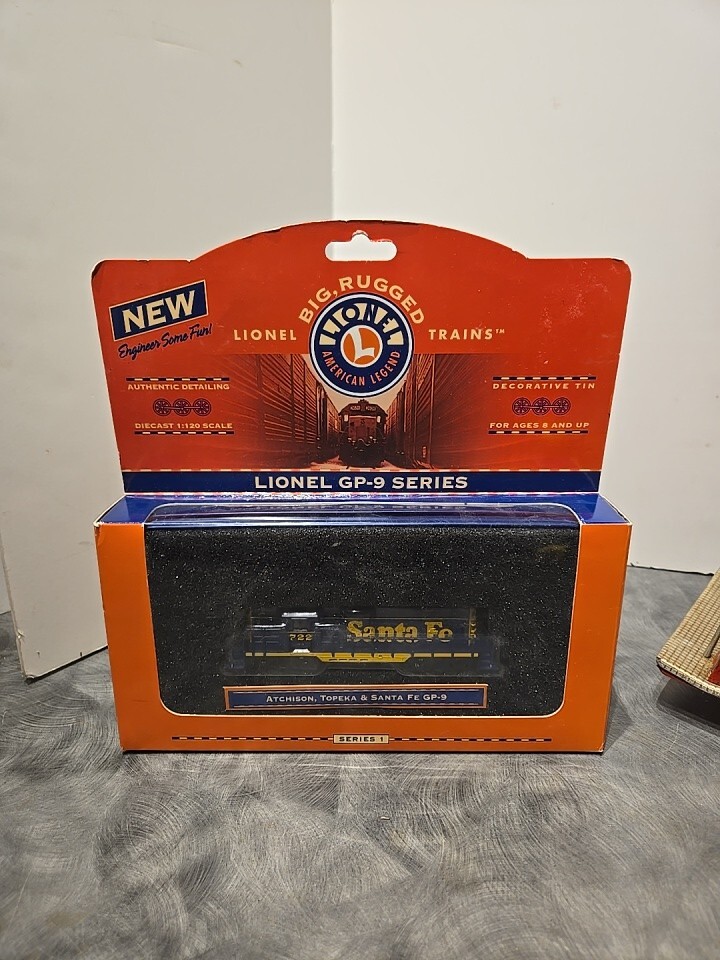 NEW
Engineer Some Fun!
BIG, RUGGED
LIONEL TRAINS™
LIONEL
L
AMERICAN LEGEND
AUTHENTIC DETAILING
DIECAST 1:120 SCALE
DECORATIVE TIN
FOR AGES 8 AND UP
LIONEL GP-9 SERIES
722
Santa Fe
ATCHISON, TOPEKA & SANTA FE GP-9
SERIES 1